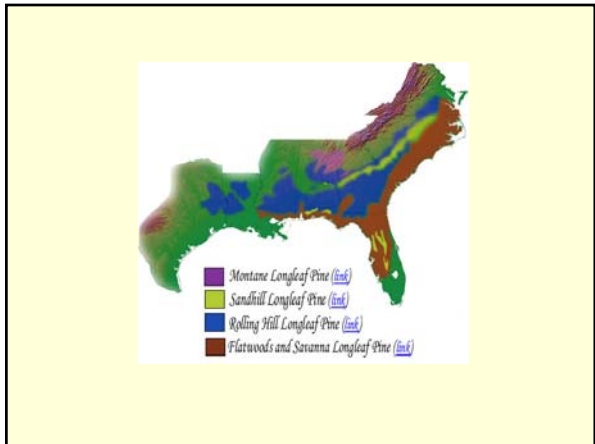 Montane Longleaf Pine (link)
Sandhill Longleaf Pine (link)
Rolling Hill Longleaf Pine (link)
Flatwoods and Savanna Longleaf Pine (link)